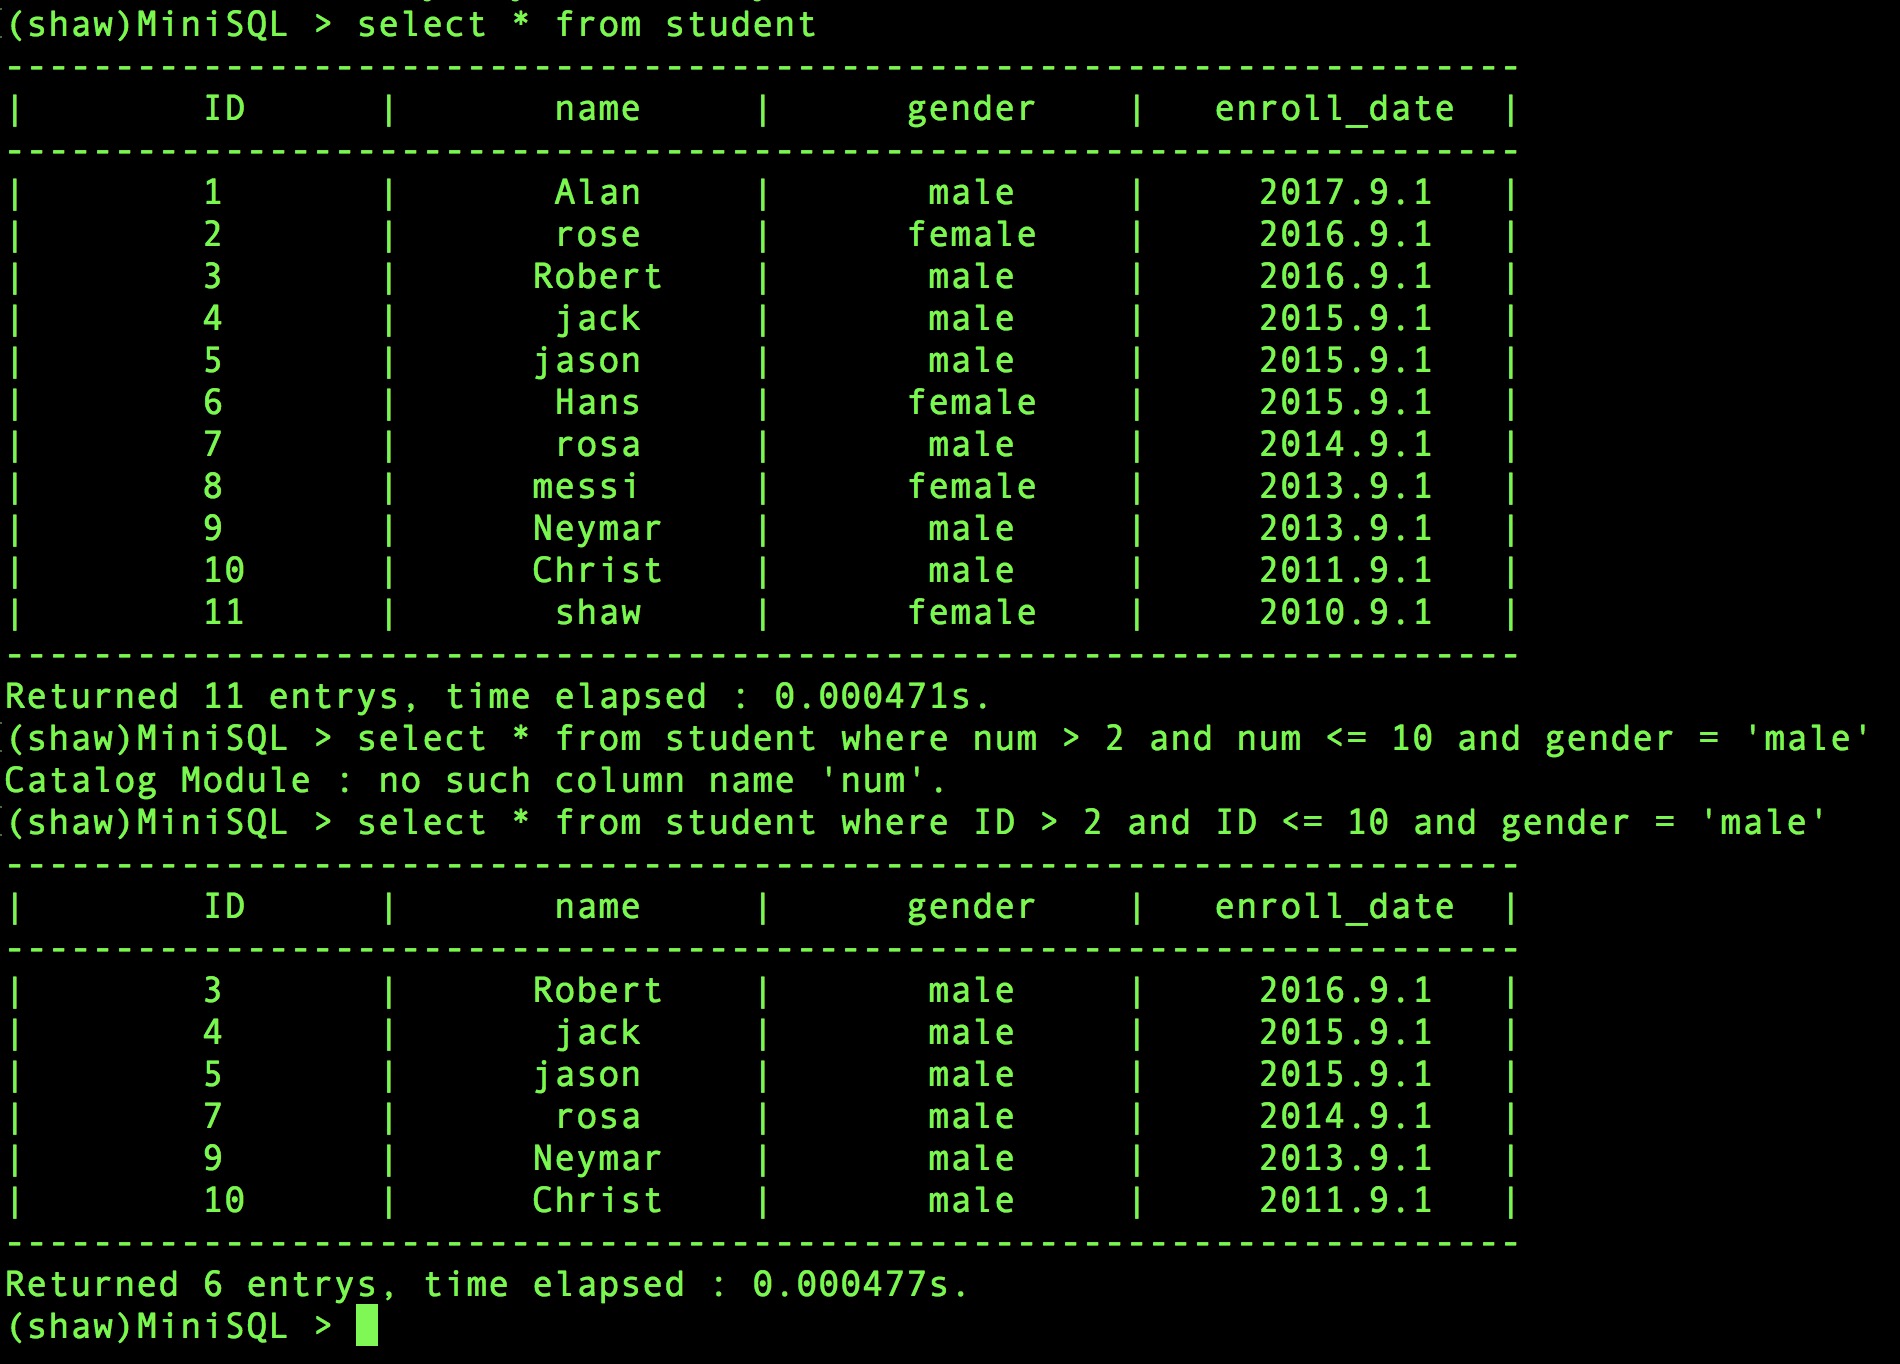 (shaw)MiniSQL > select * from student
---------------------------------------------------------------------
| ID | name | gender | enroll_date |
---------------------------------------------------------------------
| 1 | Alan | male | 2017.9.1 |
| 2 | rose | female | 2016.9.1 |
| 3 | Robert | male | 2016.9.1 |
| 4 | jack | male | 2015.9.1 |
| 5 | jason | male | 2015.9.1 |
| 6 | Hans | female | 2015.9.1 |
| 7 | rosa | male | 2014.9.1 |
| 8 | messi | female | 2013.9.1 |
| 9 | Neymar | male | 2013.9.1 |
| 10 | Christ | male | 2011.9.1 |
| 11 | shaw | female | 2010.9.1 |
---------------------------------------------------------------------
Returned 11 entrys, time elapsed : 0.000471s.
(shaw)MiniSQL > select * from student where num > 2 and num <= 10 and gender = 'male'
Catalog Module : no such column name 'num'.
(shaw)MiniSQL > select * from student where ID > 2 and ID <= 10 and gender = 'male'
---------------------------------------------------------------------
| ID | name | gender | enroll_date |
---------------------------------------------------------------------
| 3 | Robert | male | 2016.9.1 |
| 4 | jack | male | 2015.9.1 |
| 5 | jason | male | 2015.9.1 |
| 7 | rosa | male | 2014.9.1 |
| 9 | Neymar | male | 2013.9.1 |
| 10 | Christ | male | 2011.9.1 |
---------------------------------------------------------------------
Returned 6 entrys, time elapsed : 0.000477s.
(shaw)MiniSQL >